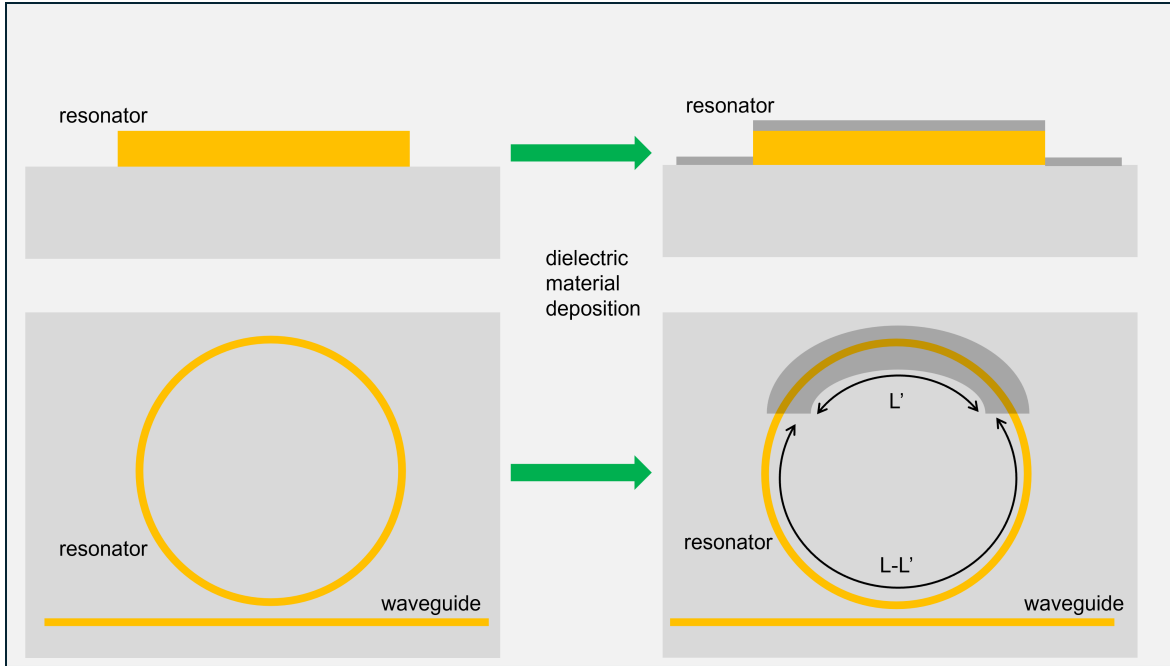 resonator
resonator
dielectric
material
deposition
L’
resonator
resonator
L-L’
waveguide
waveguide